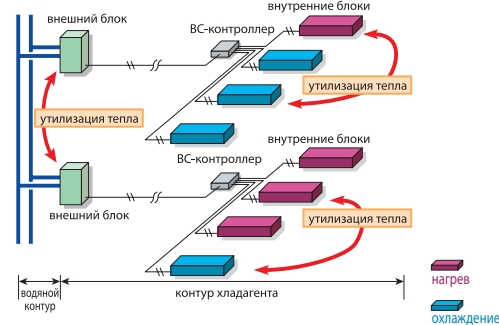 внешний блок
ВС-контроллер
внутренние блоки
утилизация тепла
утилизация тепла
внутренние блоки
ВС-контроллер
внешний блок
утилизация тепла
водяной
контур
контур хладагента
нагрев
охлаждение